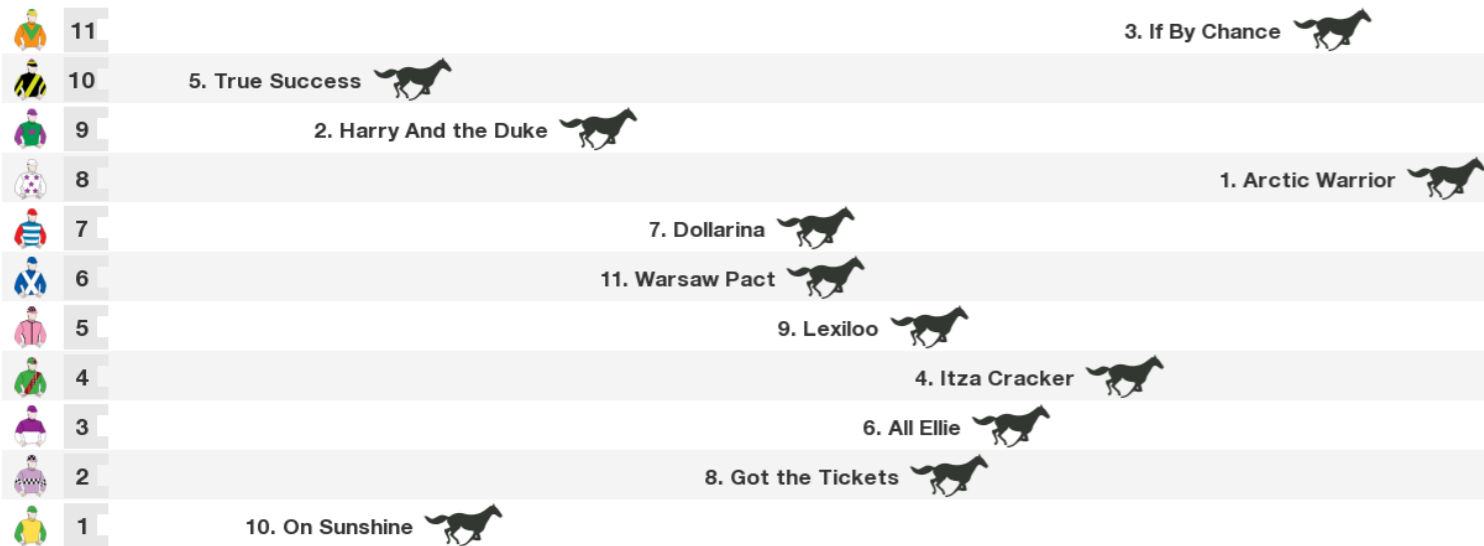 11 3. If By Chance
10 5. True Success
9 2. Harry And the Duke
8 1. Arctic Warrior
7 7. Dollarina
6 11. Warsaw Pact
5 9. Lexiloo
4 4. Itza Cracker
3 6. All Ellie
2 8. Got the Tickets
1 10. On Sunshine